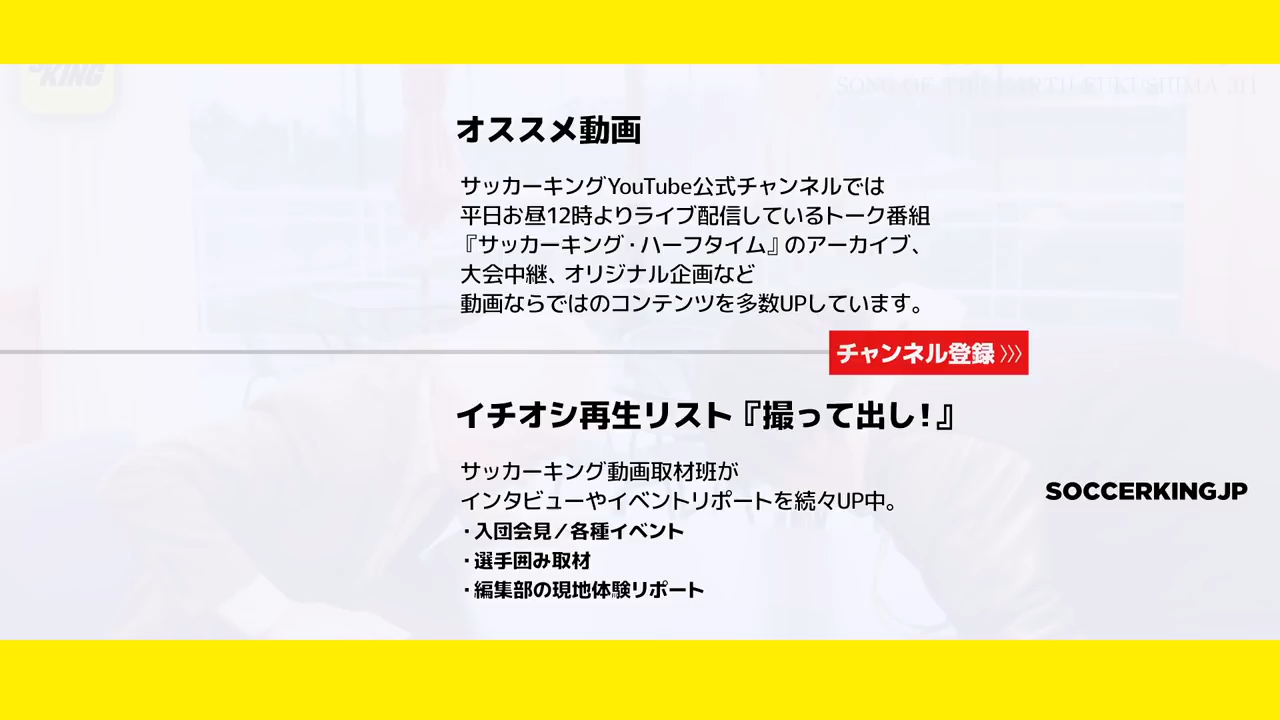 KING
SONG OF THE EARTH FUKUSHIMA 311
オススメ動画
サッカーキングYouTube公式チャンネルでは
平日お昼12時よりライブ配信しているトーク番組
『サッカーキング・ハーフタイム』のアーカイブ、
大会中継、オリジナル企画など
動画ならではのコンテンツを多数UPしています。
チャンネル登録 》》》
イチオシ再生リスト『撮って出し！』
サッカーキング動画取材班が
インタビューやイベントリポートを続々UP中。
SOCCERKINGJP
・入団会見／各種イベント
・選手囲み取材
・編集部の現地体験リポート